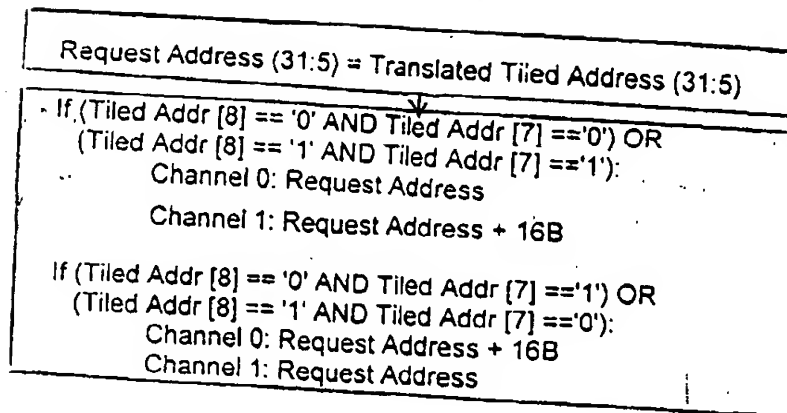 Request Address (31:5) = Translated Tiled Address (31:5)
If (Tiled Addr [8] == '0' AND Tiled Addr [7] =='0') OR
(Tiled Addr [8] == '1' AND Tiled Addr [7] =='1'):
Channel 0: Request Address
Channel 1: Request Address + 16B
If (Tiled Addr [8] == '0' AND Tiled Addr [7] =='1') OR
(Tiled Addr [8] == '1' AND Tiled Addr [7] =='0'):
Channel 0: Request Address + 16B
Channel 1: Request Address